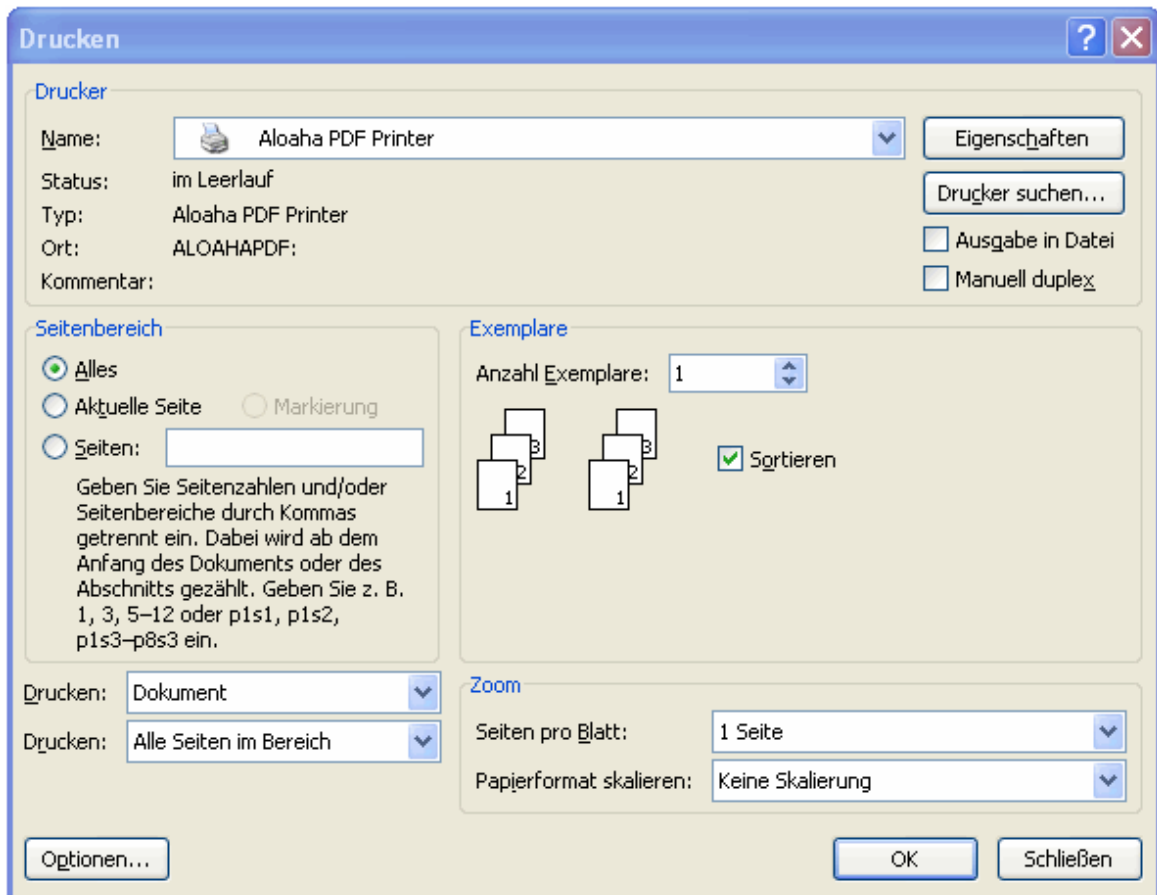 Drucken
Drucker
Name: Aloaha PDF Printer
Eigenschaften
Status: im Leerlauf
Drucker suchen...
Typ: Aloaha PDF Printer
Ort: ALOAHAPDF:
Ausgabe in Datei
Kommentar:
Manuell duplex
Seitenbereich
Alles
Aktuelle Seite Markierung
Seiten:
Geben Sie Seitenzahlen und/oder
Seitenbereiche durch Kommas
getrennt ein. Dabei wird ab dem
Anfang des Dokuments oder des
Abschnitts gezählt. Geben Sie z. B.
1, 3, 5–12 oder p1s1, p1s2,
p1s3–p8s3 ein.
Exemplare
Anzahl Exemplare: 1
3 3
2 2
1 1
Sortieren
Drucken: Dokument
Drucken: Alle Seiten im Bereich
Zoom
Seiten pro Blatt: 1 Seite
Papierformat skalieren: Keine Skalierung
Optionen...
OK
Schließen